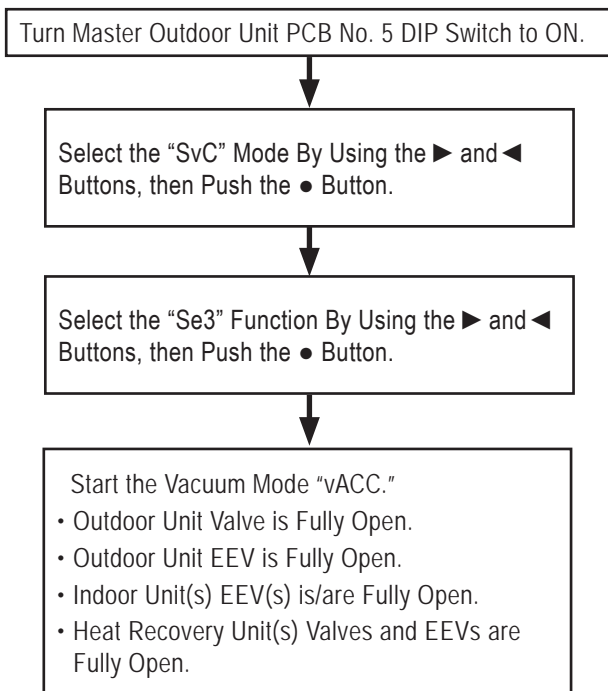 Turn Master Outdoor Unit PCB No. 5 DIP Switch to ON.
Select the “SvC” Mode By Using the ► and ◄
Buttons, then Push the ● Button.
Select the “Se3” Function By Using the ► and ◄
Buttons, then Push the ● Button.
Start the Vacuum Mode “vACC.”
• Outdoor Unit Valve is Fully Open.
• Outdoor Unit EEV is Fully Open.
• Indoor Unit(s) EEV(s) is/are Fully Open.
• Heat Recovery Unit(s) Valves and EEVs are
Fully Open.